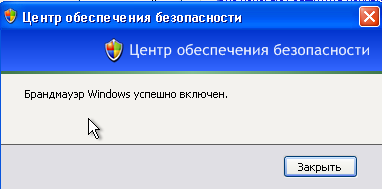 Центр обеспечения безопасности
Центр обеспечения безопасности
Брандмауэр Windows успешно включен.
Закрыть